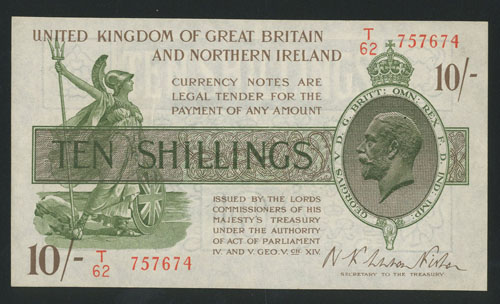 UNITED KINGDOM OF GREAT BRITAIN
AND NORTHERN IRELAND
T/62 757674
10/-
CURRENCY NOTES ARE
LEGAL TENDER FOR THE
PAYMENT OF ANY AMOUNT
TEN SHILLINGS
GEORGIVS V D. G. BRITT: OMN: REX F. D. IND: IMP:
ISSUED BY THE LORDS
COMMISSIONERS OF HIS
MAJESTY'S TREASURY
UNDER THE AUTHORITY
OF ACT OF PARLIAMENT
IV. AND V. GEO. V. CH. XIV.
10/-
T/62 757674
SECRETARY TO THE TREASURY